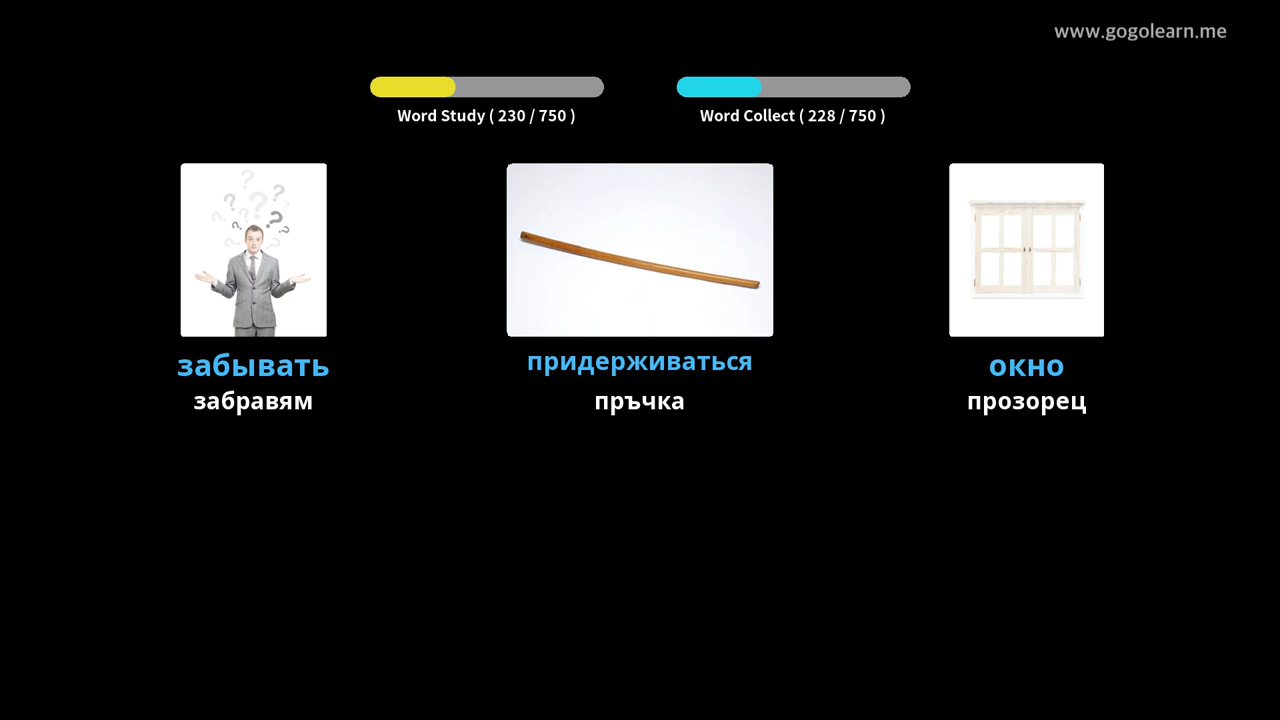 www.gogolearn.me
Word Study ( 230 / 750 )
Word Collect ( 228 / 750 )
забывать
забравям
придерживаться
пръчка
окно
прозорец